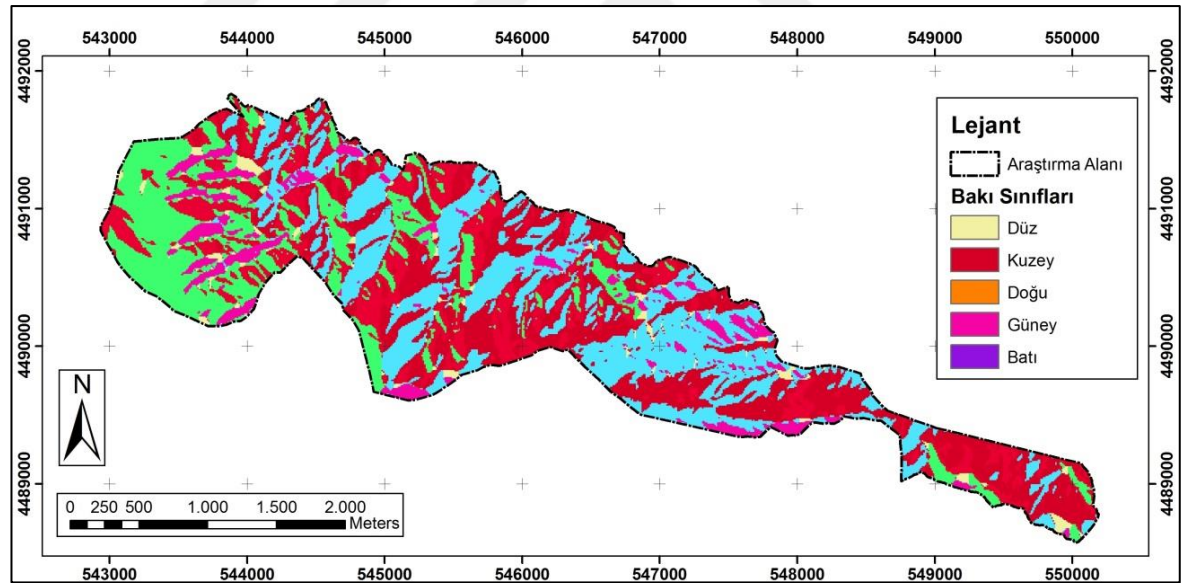 543000 544000 545000 546000 547000 548000 549000 550000
4492000 4492000
4491000 4491000
4490000 4490000
4489000 4489000
Lejant
Araştırma Alanı
Bakı Sınıfları
Düz
Kuzey
Doğu
Güney
Batı
N
0 250 500 1.000 1.500 2.000
Meters
543000 544000 545000 546000 547000 548000 549000 550000